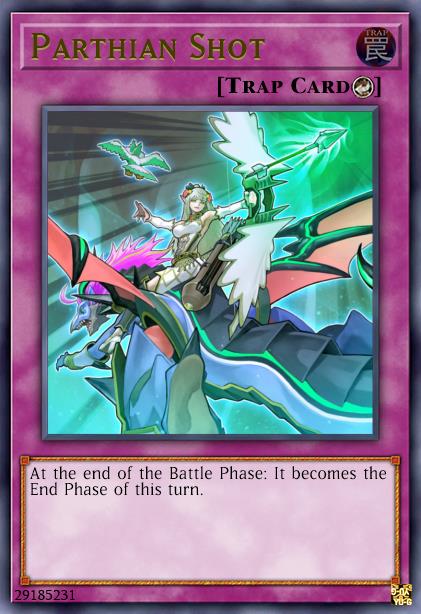 PARTHIAN SHOT
TRAP
罠
[TRAP CARD]
At the end of the Battle Phase: It becomes the
End Phase of this turn.
29185231